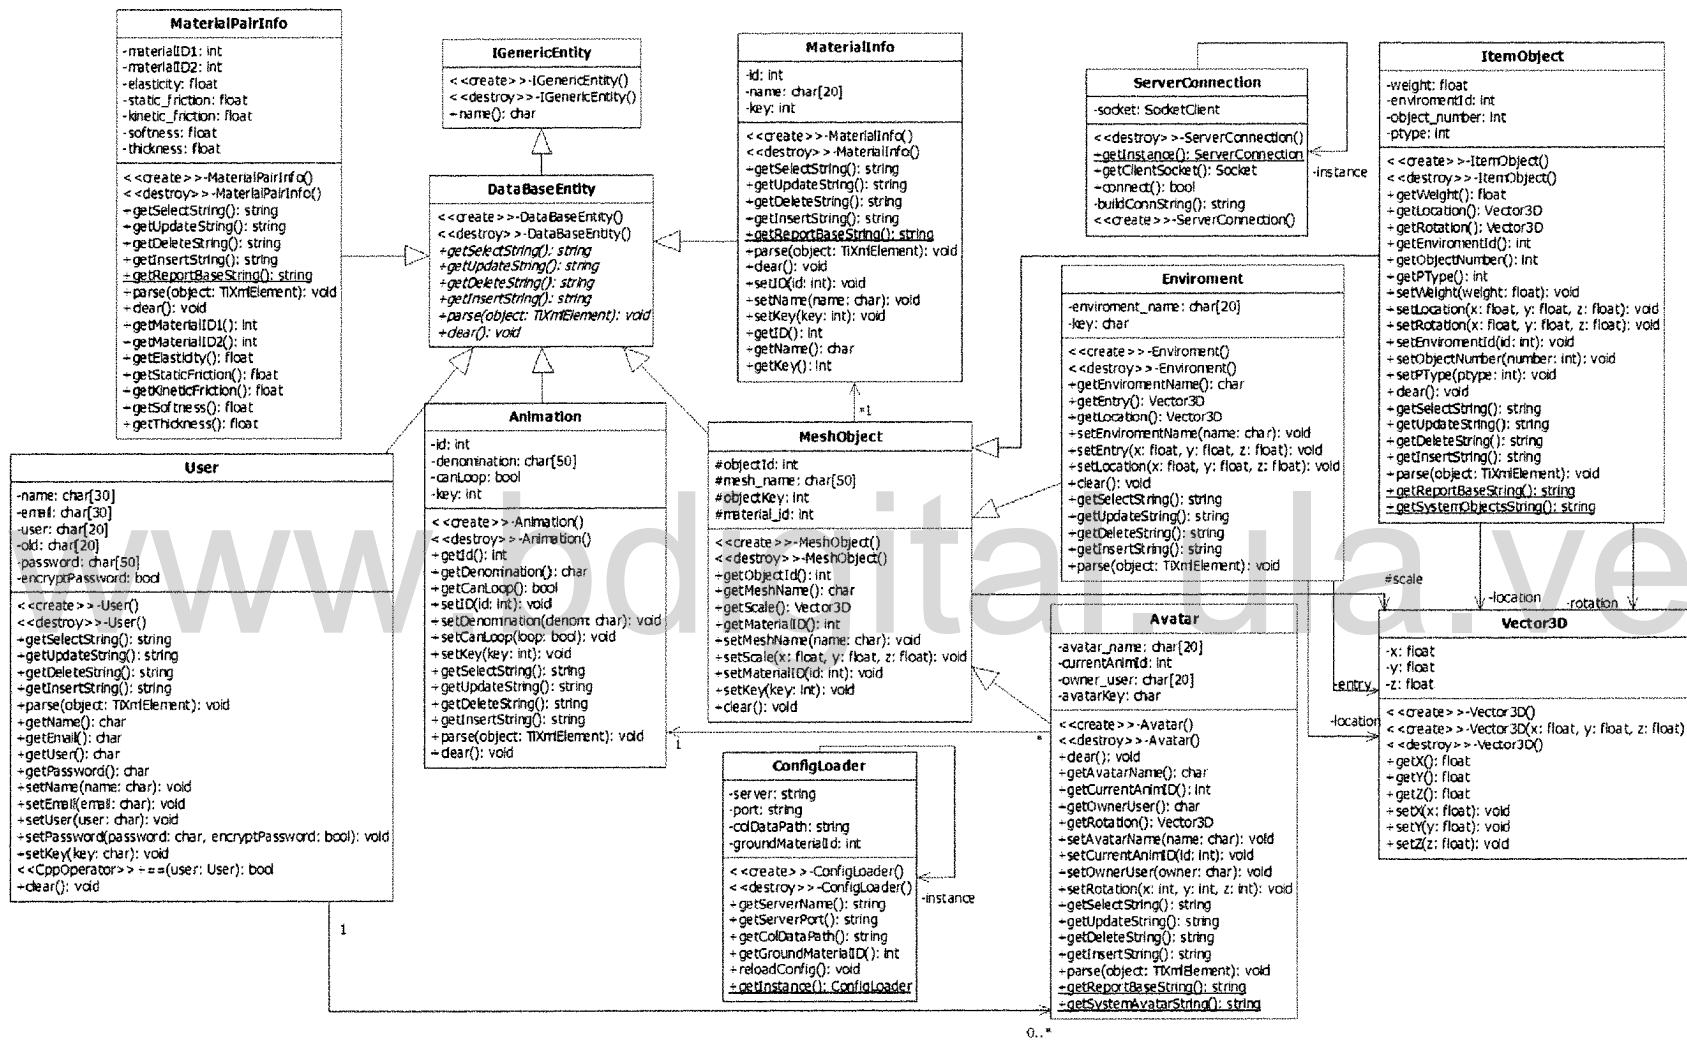 MaterialPairInfo
-materialID1: int
-materialID2: int
-elasticity: float
-static_friction: float
-kinetic_friction: float
-softness: float
-thickness: float
<<create>>-MaterialPairInfo()
<<destroy>>-MaterialPairInfo()
+getSelectString(): string
+getUpdateString(): string
+getDeleteString(): string
+getInsertString(): string
+getReportBaseString(): string
+parse(object: TiXmlElement): void
+clear(): void
+getMaterialID1(): int
+getMaterialID2(): int
+getElasticity(): float
+getStaticFriction(): float
+getKineticFriction(): float
+getSoftness(): float
+getThickness(): float
IGenericEntity
<<create>>-IGenericEntity()
<<destroy>>-IGenericEntity()
+name(): char
DataBaseEntity
<<create>>-DataBaseEntity()
<<destroy>>-DataBaseEntity()
+getSelectString(): string
+getUpdateString(): string
+getDeleteString(): string
+getInsertString(): string
+parse(object: TiXmlElement): void
+clear(): void
MaterialInfo
-id: int
-name: char[20]
-key: int
<<create>>-MaterialInfo()
<<destroy>>-MaterialInfo()
+getSelectString(): string
+getUpdateString(): string
+getDeleteString(): string
+getInsertString(): string
+getReportBaseString(): string
+parse(object: TiXmlElement): void
+clear(): void
+setID(id: int): void
+setName(name: char): void
+setKey(key: int): void
+getID(): int
+getName(): char
+getKey(): int
*1
ServerConnection
-socket: SocketClient
<<destroy>>-ServerConnection()
+getInstance(): ServerConnection
+getClientSocket(): Socket
+connect(): bool
-buildConnString(): string
<<create>>-ServerConnection()
-instance
ItemObject
-weight: float
-enviromentId: int
-object_number: int
-ptype: int
<<create>>-ItemObject()
<<destroy>>-ItemObject()
+getWeight(): float
+getLocation(): Vector3D
+getRotation(): Vector3D
+getEnviromentId(): int
+getObjectNumber(): int
+getPType(): int
+setWeight(weight: float): void
+setLocation(x: float, y: float, z: float): void
+setRotation(x: float, y: float, z: float): void
+setEnviromentId(id: int): void
+setObjectNumber(number: int): void
+setPType(ptype: int): void
+clear(): void
+getSelectString(): string
+getUpdateString(): string
+getDeleteString(): string
+getInsertString(): string
+parse(object: TiXmlElement): void
+getReportBaseString(): string
+getSystemObjectsString(): string
Enviroment
-enviroment_name: char[20]
-key: char
<<create>>-Enviroment()
<<destroy>>-Enviroment()
+getEnviromentName(): char
+getEntry(): Vector3D
+getLocation(): Vector3D
+setEnviromentName(name: char): void
+setEntry(x: float, y: float, z: float): void
+setLocation(x: float, y: float, z: float): void
+clear(): void
+getSelectString(): string
+getUpdateString(): string
+getDeleteString(): string
+getInsertString(): string
+parse(object: TiXmlElement): void
User
-name: char[30]
-email: char[30]
-user: char[20]
-old: char[20]
-password: char[50]
-encryptPassword: bool
<<create>>-User()
<<destroy>>-User()
+getSelectString(): string
+getUpdateString(): string
+getDeleteString(): string
+getInsertString(): string
+parse(object: TiXmlElement): void
+getName(): char
+getEmail(): char
+getUser(): char
+getPassword(): char
+setName(name: char): void
+setEmail(email: char): void
+setUser(user: char): void
+setPassword(password: char, encryptPassword: bool): void
+setKey(key: char): void
<<CppOperator>> +==(user: User): bool
+clear(): void
1
Animation
-id: int
-denomination: char[50]
-canLoop: bool
-key: int
<<create>>-Animation()
<<destroy>>-Animation()
+getId(): int
+getDenomination(): char
+getCanLoop(): bool
+setID(id: int): void
+setDenomination(denom: char): void
+setCanLoop(loop: bool): void
+setKey(key: int): void
+getSelectString(): string
+getUpdateString(): string
+getDeleteString(): string
+getInsertString(): string
+parse(object: TiXmlElement): void
+clear(): void
MeshObject
#objectId: int
#mesh_name: char[50]
#objectKey: int
#material_id: int
<<create>>-MeshObject()
<<destroy>>-MeshObject()
+getObjectId(): int
+getMeshName(): char
+getScale(): Vector3D
+getMaterialID(): int
+setMeshName(name: char): void
+setScale(x: float, y: float, z: float): void
+setMaterialID(id: int): void
+setKey(key: int): void
+clear(): void
1
*
ConfigLoader
-server: string
-port: string
-colDataPath: string
-groundMaterialId: int
<<create>>-ConfigLoader()
<<destroy>>-ConfigLoader()
+getServerName(): string
+getServerPort(): string
+getColDataPath(): string
+getGroundMaterialID(): int
+reloadConfig(): void
+getInstance(): ConfigLoader
-instance
Avatar
-avatar_name: char[20]
-currentAnimId: int
-owner_user: char[20]
-avatarKey: char
<<create>>-Avatar()
<<destroy>>-Avatar()
+clear(): void
+getAvatarName(): char
+getCurrentAnimID(): int
+getOwnerUser(): char
+getRotation(): Vector3D
+setAvatarName(name: char): void
+setCurrentAnimID(id: int): void
+setOwnerUser(owner: char): void
+setRotation(x: int, y: int, z: int): void
+getSelectString(): string
+getUpdateString(): string
+getDeleteString(): string
+getInsertString(): string
+parse(object: TiXmlElement): void
+getReportBaseString(): string
+getSystemAvatarString(): string
0..*
#scale
-location
-rotation
-entry
-location
Vector3D
-x: float
-y: float
-z: float
<<create>>-Vector3D()
<<create>>-Vector3D(x: float, y: float, z: float)
<<destroy>>-Vector3D()
+getX(): float
+getY(): float
+getZ(): float
+setX(x: float): void
+setY(y: float): void
+setZ(z: float): void
www.bdigital.ula.ve